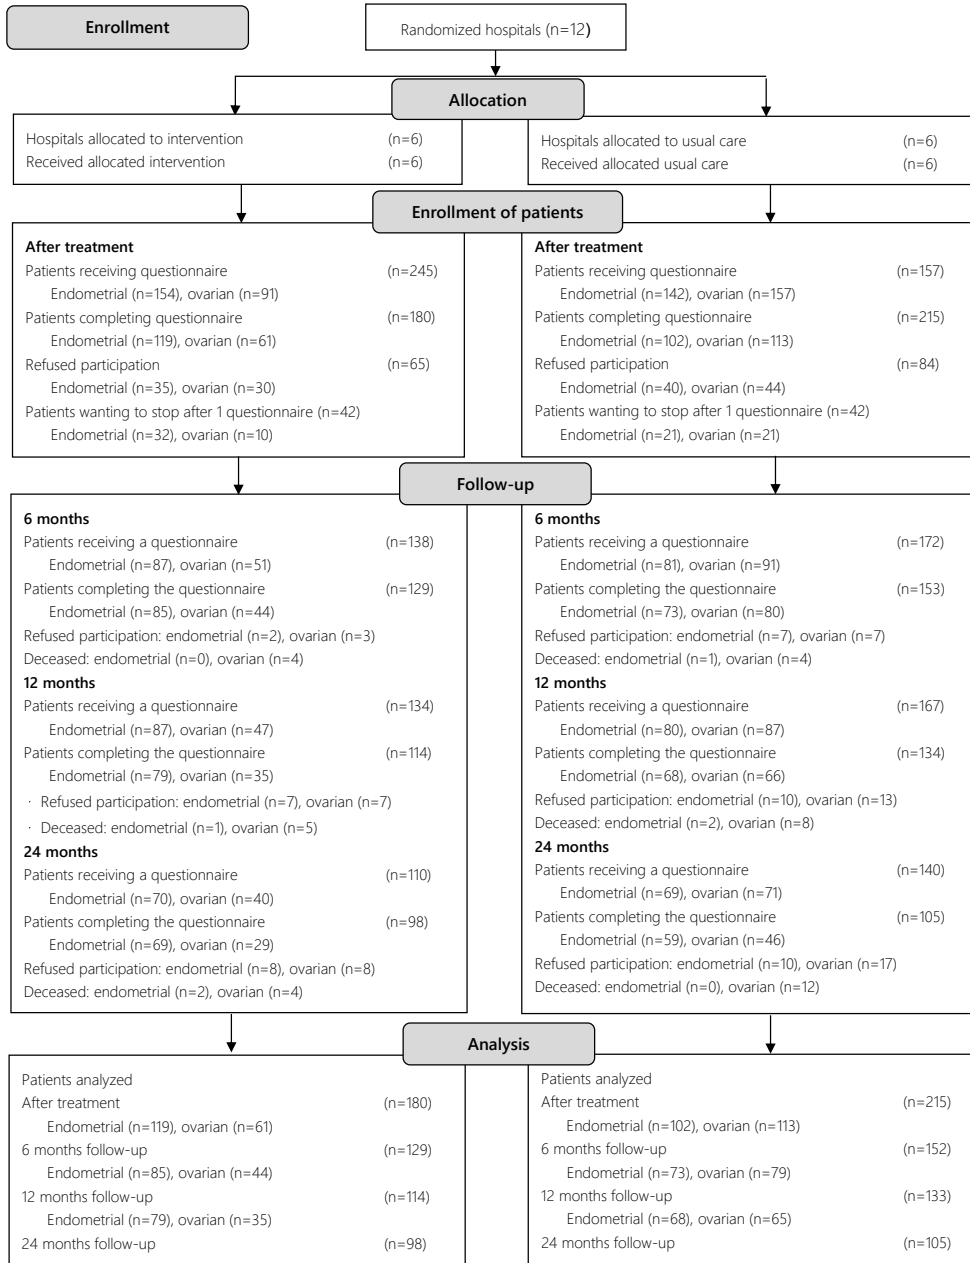 Enrollment
Randomized hospitals (n=12)
Allocation
Hospitals allocated to intervention (n=6)
Received allocated intervention (n=6)
Hospitals allocated to usual care (n=6)
Received allocated usual care (n=6)
Enrollment of patients
After treatment
Patients receiving questionnaire (n=245)
Endometrial (n=154), ovarian (n=91)
Patients completing questionnaire (n=180)
Endometrial (n=119), ovarian (n=61)
Refused participation (n=65)
Endometrial (n=35), ovarian (n=30)
Patients wanting to stop after 1 questionnaire (n=42)
Endometrial (n=32), ovarian (n=10)
After treatment
Patients receiving questionnaire (n=157)
Endometrial (n=142), ovarian (n=157)
Patients completing questionnaire (n=215)
Endometrial (n=102), ovarian (n=113)
Refused participation (n=84)
Endometrial (n=40), ovarian (n=44)
Patients wanting to stop after 1 questionnaire (n=42)
Endometrial (n=21), ovarian (n=21)
Follow-up
6 months
Patients receiving a questionnaire (n=138)
Endometrial (n=87), ovarian (n=51)
Patients completing the questionnaire (n=129)
Endometrial (n=85), ovarian (n=44)
Refused participation: endometrial (n=2), ovarian (n=3)
Deceased: endometrial (n=0), ovarian (n=4)
12 months
Patients receiving a questionnaire (n=134)
Endometrial (n=87), ovarian (n=47)
Patients completing the questionnaire (n=114)
Endometrial (n=79), ovarian (n=35)
· Refused participation: endometrial (n=7), ovarian (n=7)
· Deceased: endometrial (n=1), ovarian (n=5)
24 months
Patients receiving a questionnaire (n=110)
Endometrial (n=70), ovarian (n=40)
Patients completing the questionnaire (n=98)
Endometrial (n=69), ovarian (n=29)
Refused participation: endometrial (n=8), ovarian (n=8)
Deceased: endometrial (n=2), ovarian (n=4)
6 months
Patients receiving a questionnaire (n=172)
Endometrial (n=81), ovarian (n=91)
Patients completing the questionnaire (n=153)
Endometrial (n=73), ovarian (n=80)
Refused participation: endometrial (n=7), ovarian (n=7)
Deceased: endometrial (n=1), ovarian (n=4)
12 months
Patients receiving a questionnaire (n=167)
Endometrial (n=80), ovarian (n=87)
Patients completing the questionnaire (n=134)
Endometrial (n=68), ovarian (n=66)
Refused participation: endometrial (n=10), ovarian (n=13)
Deceased: endometrial (n=2), ovarian (n=8)
24 months
Patients receiving a questionnaire (n=140)
Endometrial (n=69), ovarian (n=71)
Patients completing the questionnaire (n=105)
Endometrial (n=59), ovarian (n=46)
Refused participation: endometrial (n=10), ovarian (n=17)
Deceased: endometrial (n=0), ovarian (n=12)
Analysis
Patients analyzed
After treatment (n=180)
Endometrial (n=119), ovarian (n=61)
6 months follow-up (n=129)
Endometrial (n=85), ovarian (n=44)
12 months follow-up (n=114)
Endometrial (n=79), ovarian (n=35)
24 months follow-up (n=98)
Patients analyzed
After treatment (n=215)
Endometrial (n=102), ovarian (n=113)
6 months follow-up (n=152)
Endometrial (n=73), ovarian (n=79)
12 months follow-up (n=133)
Endometrial (n=68), ovarian (n=65)
24 months follow-up (n=105)